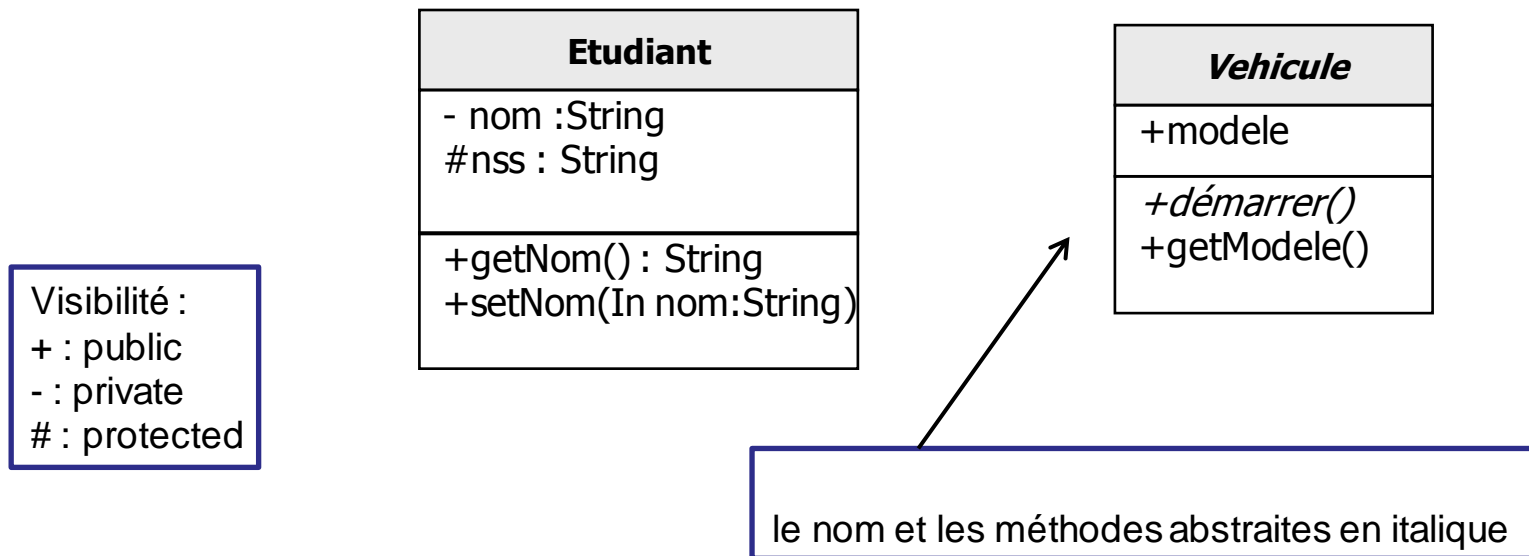 Etudiant
- nom :String
#nss : String
+getNom() : String
+setNom(In nom:String)
Vehicule
+modele
+démarrer()
+getModele()
Visibilité :
+ : public
- : private
# : protected
le nom et les méthodes abstraites en italique